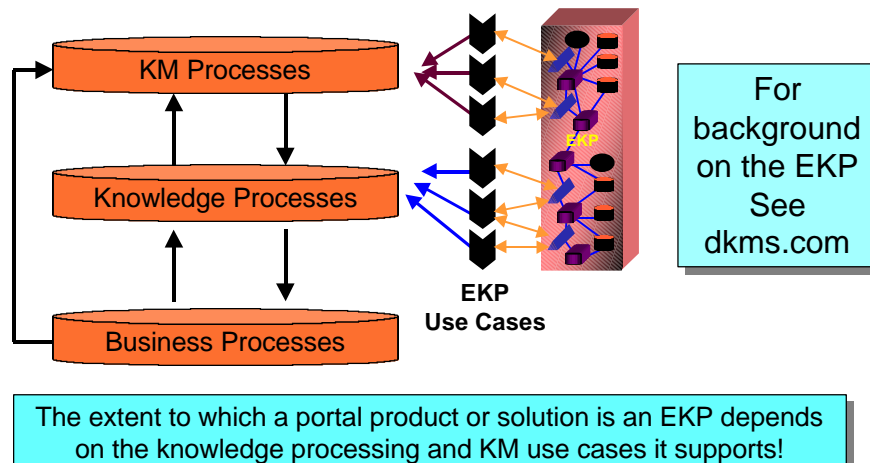 KM Processes
Knowledge Processes
Business Processes
EKP
EKP
Use Cases
For
background
on the EKP
See
dkms.com
The extent to which a portal product or solution is an EKP depends
on the knowledge processing and KM use cases it supports!